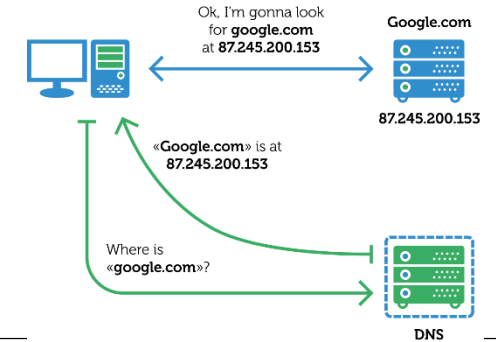 Ok, I'm gonna look
for google.com
at 87.245.200.153
Google.com
87.245.200.153
«Google.com» is at
87.245.200.153
Where is
«google.com»?
DNS